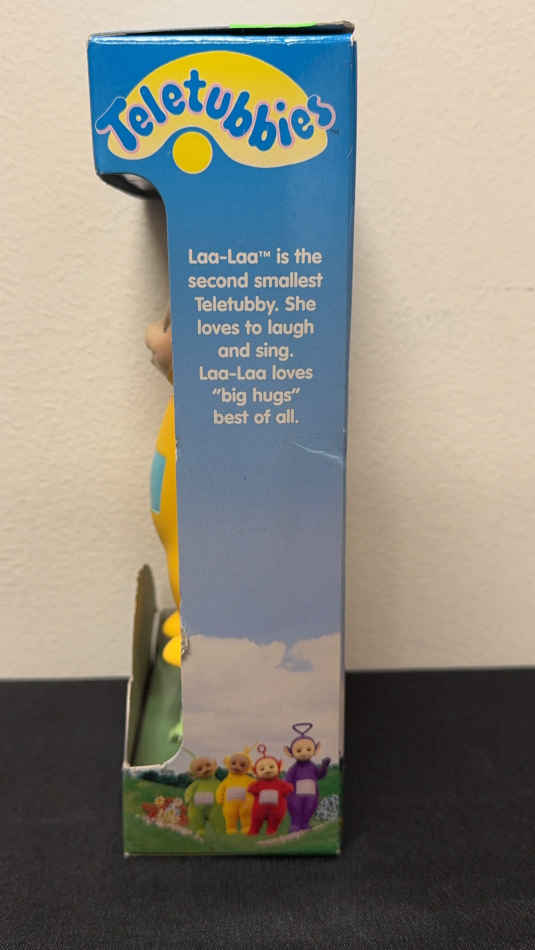 Teletubbies™
Laa-Laa™ is the
second smallest
Teletubby. She
loves to laugh
and sing.
Laa-Laa loves
"big hugs"
best of all.